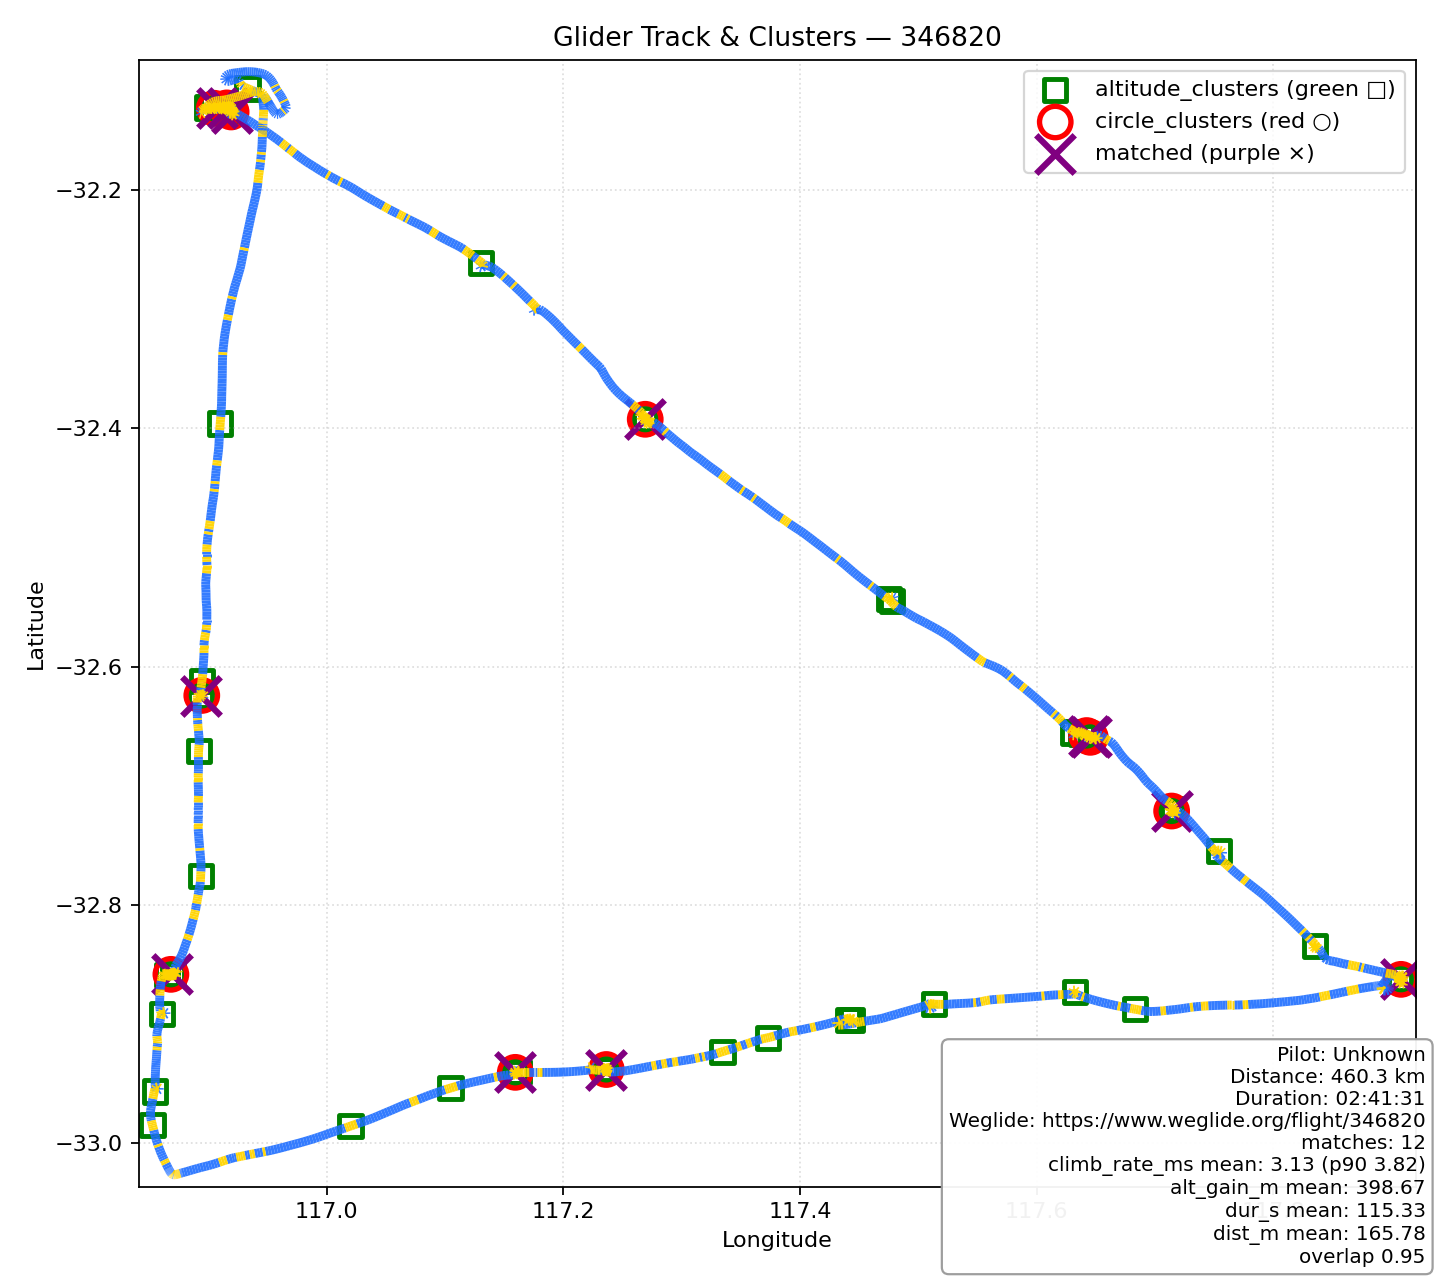 Glider Track & Clusters — 346820
altitude_clusters (green □)
circle_clusters (red ○)
matched (purple ×)
Latitude
−32.2
−32.4
−32.6
−32.8
−33.0
117.0
117.2
117.4
117.6
Longitude
Pilot: Unknown
Distance: 460.3 km
Duration: 02:41:31
Weglide: https://www.weglide.org/flight/346820
matches: 12
climb_rate_ms mean: 3.13 (p90 3.82)
alt_gain_m mean: 398.67
dur_s mean: 115.33
dist_m mean: 165.78
overlap 0.95